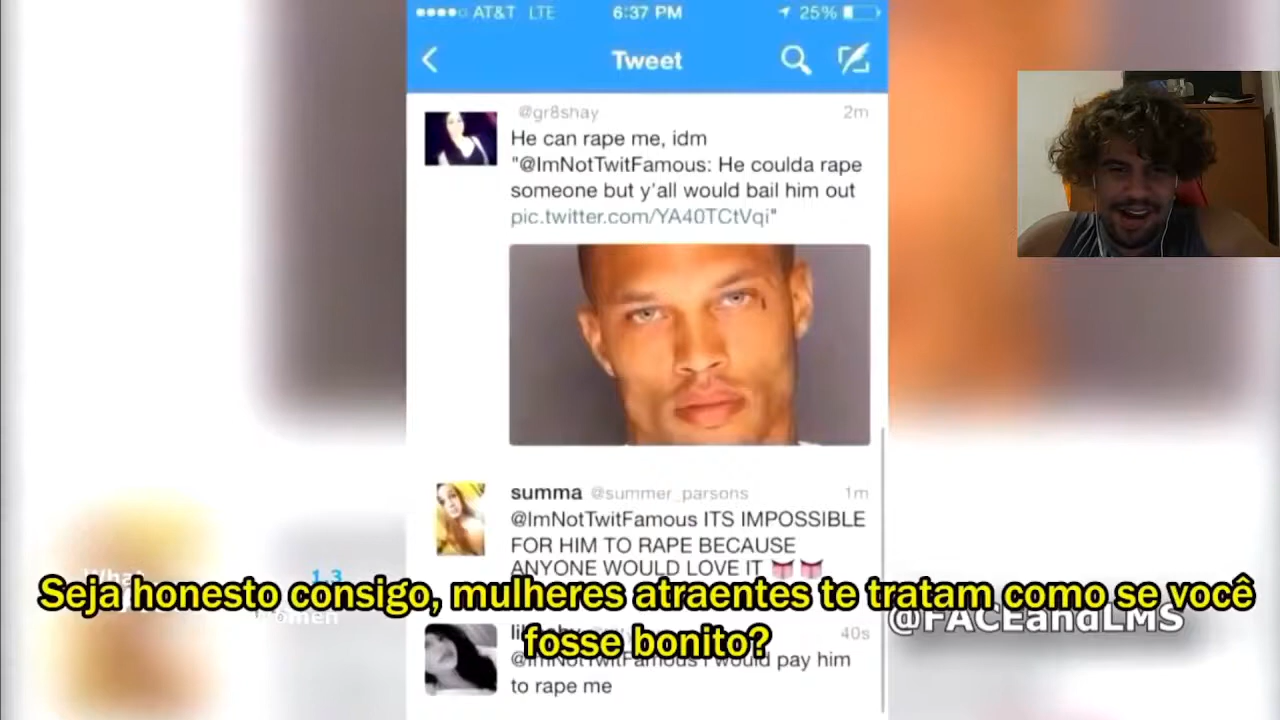 AT&T LTE 6:37 PM 25%
Tweet
@gr8shay 2m
He can rape me, idm
"@ImNotTwitFamous: He coulda rape
someone but y'all would bail him out
pic.twitter.com/YA40TCtVqi"
summa @summer_parsons 1m
@ImNotTwitFamous ITS IMPOSSIBLE
FOR HIM TO RAPE BECAUSE
ANYONE WOULD LOVE IT
What 1.3
Seja honesto consigo, mulheres atraentes te tratam como se você
fosse bonito?
@FACEandLMS
40s
@ImNotTwitFamous I would pay him
to rape me